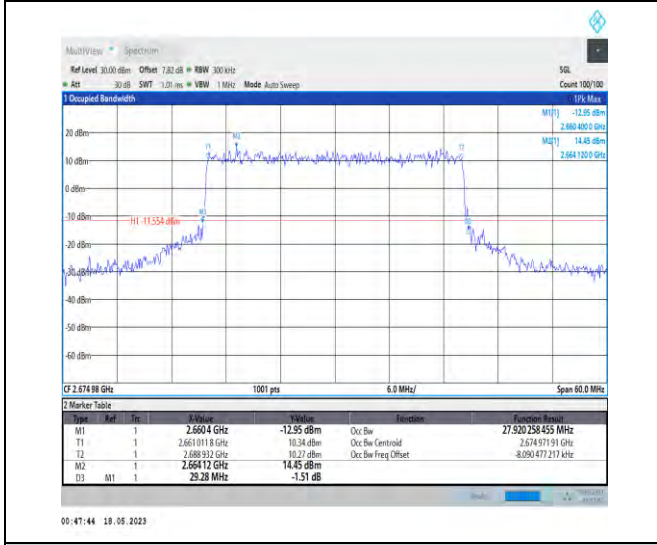 MultiView Spectrum
Ref Level 30.00 dBm Offset 7.82 dB RBW 300 kHz SGL
Att 30 dB SWT 1.01 ms VBW 1 MHz Mode Auto Sweep Count 100/100
1 Occupied Bandwidth 1Pk Max
M1[1] -12.95 dBm
2.660 400 0 GHz
14.45 dBm
2.664 120 0 GHz
20 dBm
M2
T1 T2
10 dBm
0 dBm
-10 dBm
H1 -11.554 dBm
-20 dBm
-30 dBm
-40 dBm
-50 dBm
-60 dBm
CF 2.674 98 GHz 1001 pts 6.0 MHz/ Span 60.0 MHz
2 Marker Table
Type Ref Trc X-Value Y-Value Function Function Result
M1 1 2.660 4 GHz -12.95 dBm Occ Bw 27.920 258 455 MHz
T1 1 2.661 011 8 GHz 10.34 dBm Occ Bw Centroid 2.674 971 91 GHz
T2 1 2.688 932 GHz 10.27 dBm Occ Bw Freq Offset -8.090 477 217 kHz
M2 1 2.664 12 GHz 14.45 dBm
D3 M1 1 29.28 MHz -1.51 dB
00:47:44 18.05.2023